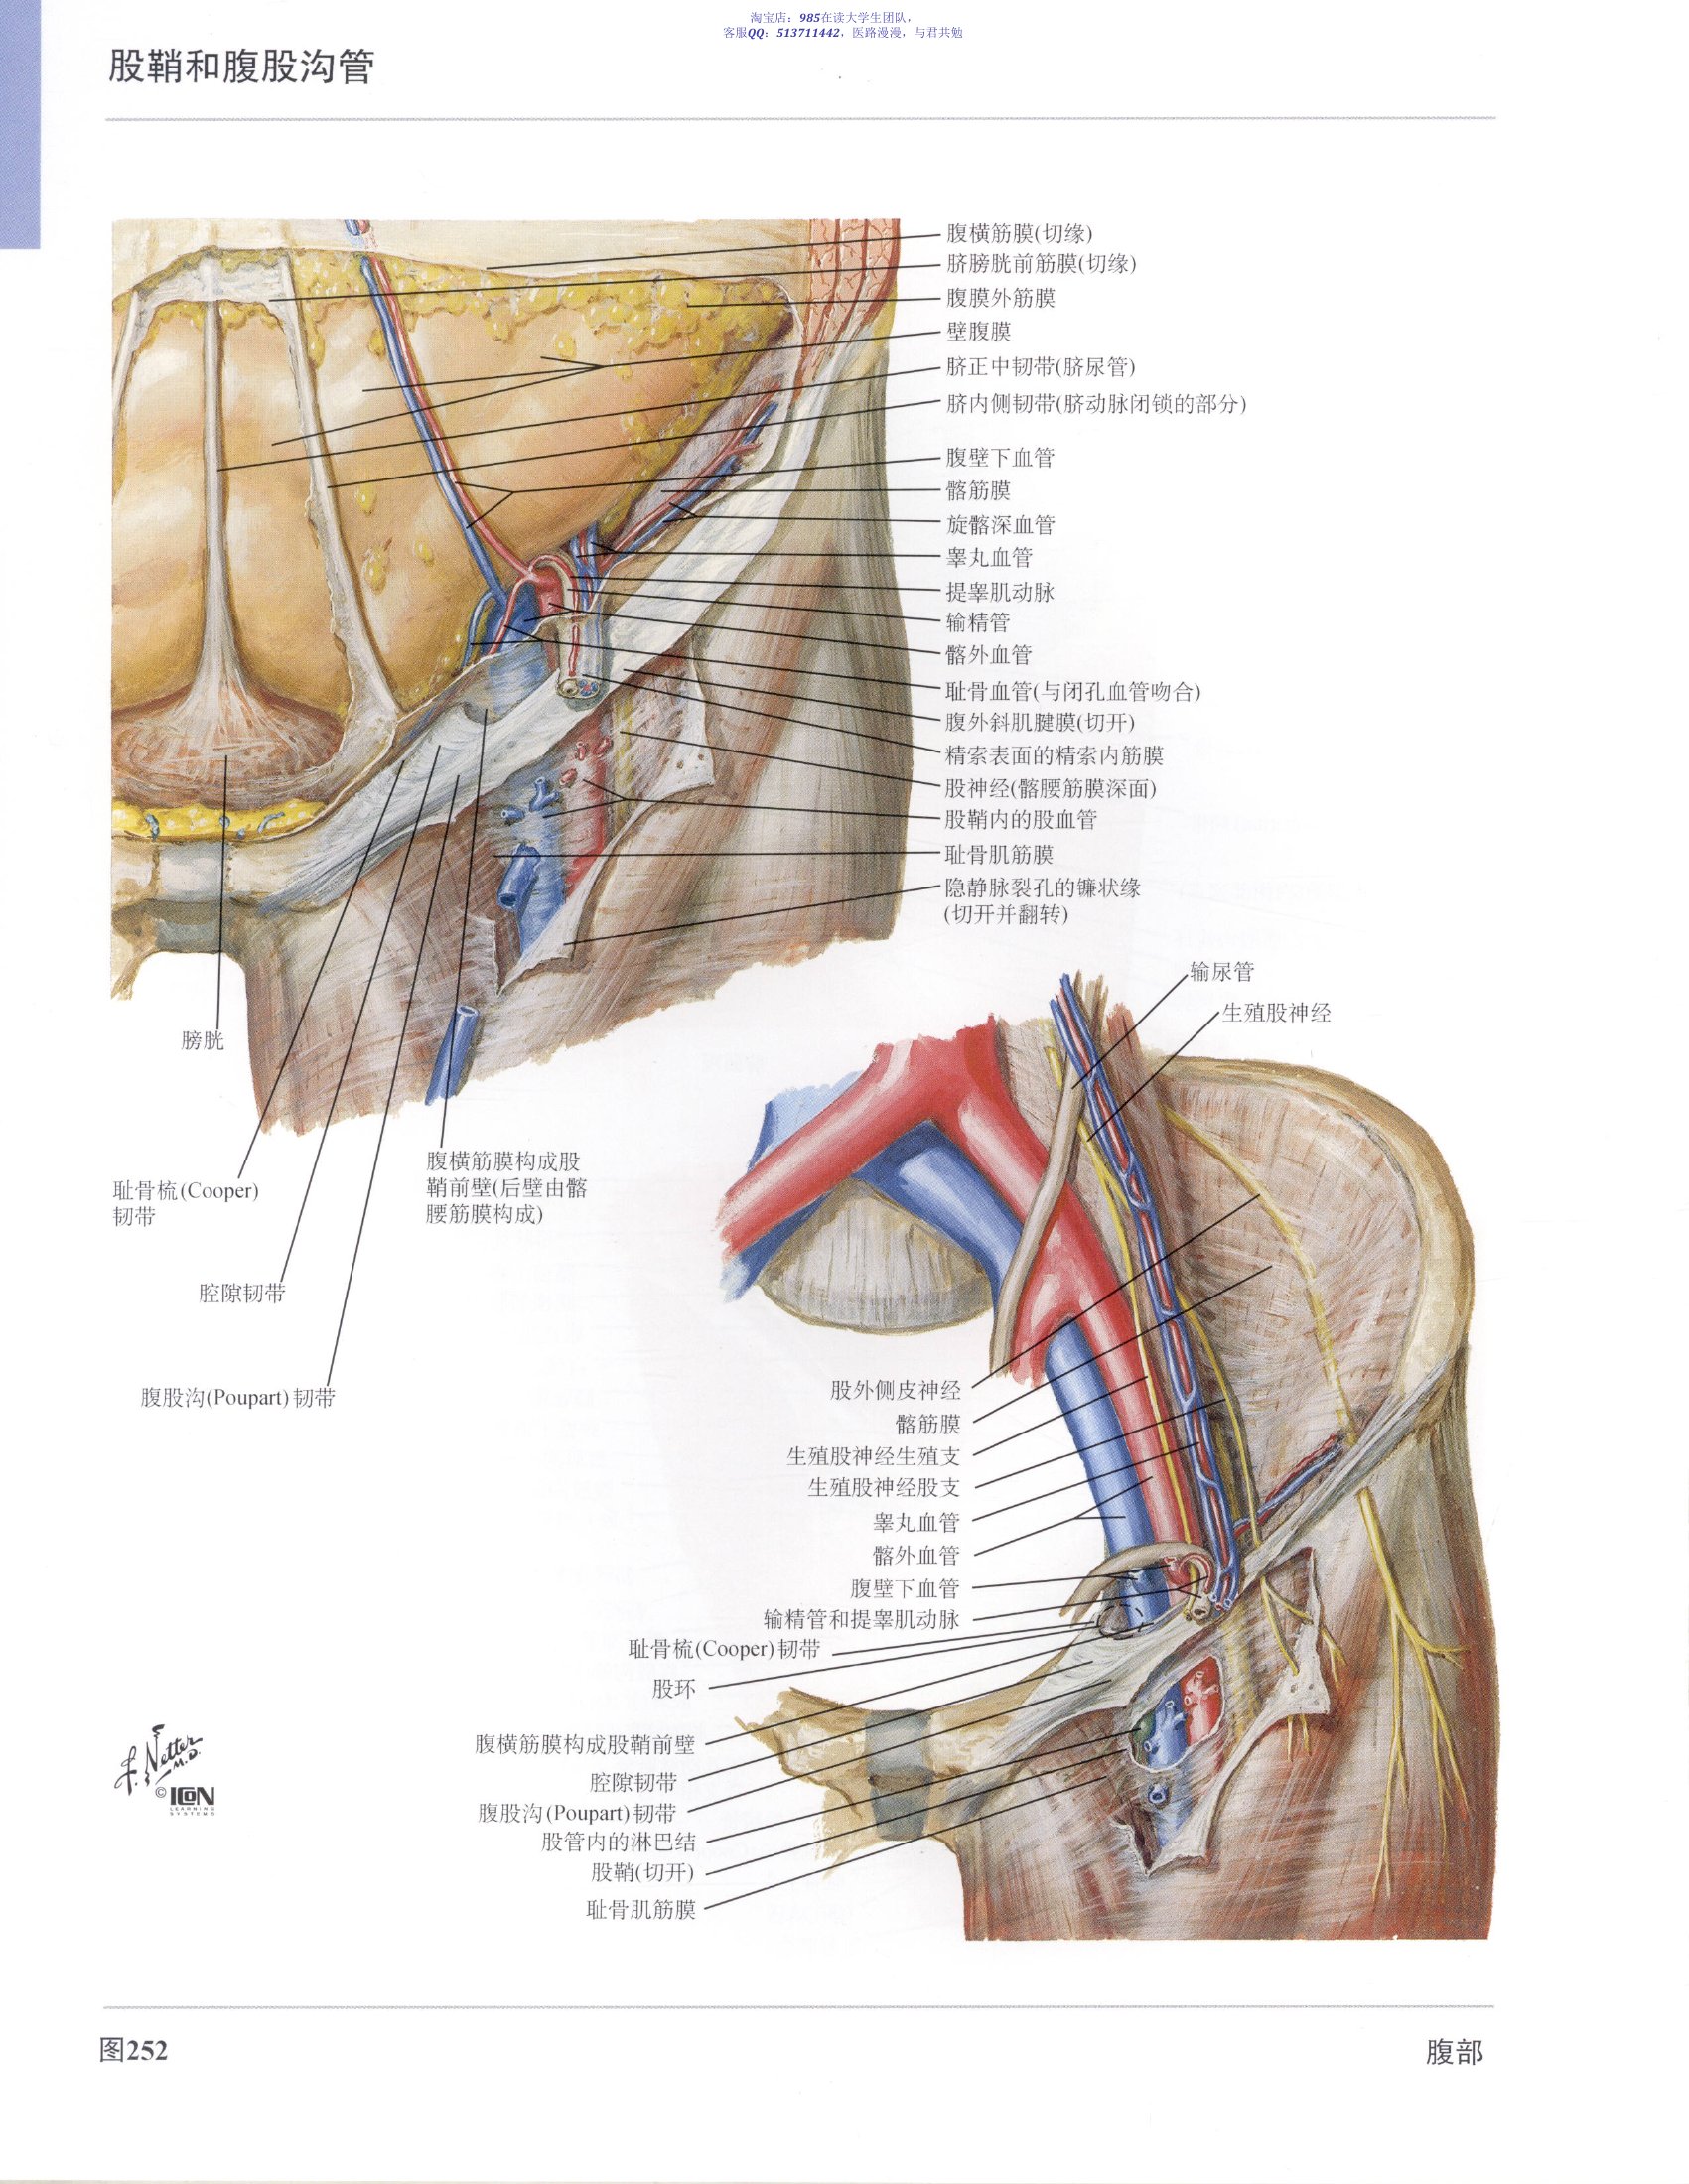 淘宝店：985在读大学生团队，
客服QQ：513711442，医路漫漫，与君共勉
股鞘和腹股沟管
腹横筋膜(切缘)
脐膀胱前筋膜(切缘)
腹膜外筋膜
壁腹膜
脐正中韧带(脐尿管)
脐内侧韧带(脐动脉闭锁的部分)
腹壁下血管
髂筋膜
旋髂深血管
睾丸血管
提睾肌动脉
输精管
髂外血管
耻骨血管(与闭孔血管吻合)
腹外斜肌腱膜(切开)
精索表面的精索内筋膜
股神经(髂腰筋膜深面)
股鞘内的股血管
耻骨肌筋膜
隐静脉裂孔的镰状缘
(切开并翻转)
膀胱
耻骨梳(Cooper)
韧带
腔隙韧带
腹股沟(Poupart)韧带
腹横筋膜构成股
鞘前壁(后壁由髂
腰筋膜构成)
输尿管
生殖股神经
股外侧皮神经
髂筋膜
生殖股神经生殖支
生殖股神经股支
睾丸血管
髂外血管
腹壁下血管
输精管和提睾肌动脉
耻骨梳(Cooper)韧带
股环
腹横筋膜构成股鞘前壁
腔隙韧带
腹股沟(Poupart)韧带
股管内的淋巴结
股鞘(切开)
耻骨肌筋膜
F. Netter
M.D.
© ICON
LEARNING
SYSTEMS
图252
腹部